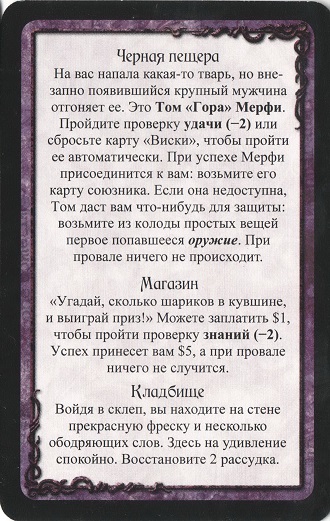 Черная пещера
На вас напала какая-то тварь, но вне-
запно появившийся крупный мужчина
отгоняет ее. Это Том «Гора» Мерфи.
Пройдите проверку удачи (−2) или
сбросьте карту «Виски», чтобы пройти
ее автоматически. При успехе Мерфи
присоединится к вам: возьмите его
карту союзника. Если она недоступна,
Том даст вам что-нибудь для защиты:
возьмите из колоды простых вещей
первое попавшееся оружие. При
провале ничего не происходит.
Магазин
«Угадай, сколько шариков в кувшине,
и выиграй приз!» Можете заплатить $1,
чтобы пройти проверку знаний (−2).
Успех принесет вам $5, а при провале
ничего не случится.
Кладбище
Войдя в склеп, вы находите на стене
прекрасную фреску и несколько
ободряющих слов. Здесь на удивление
спокойно. Восстановите 2 рассудка.